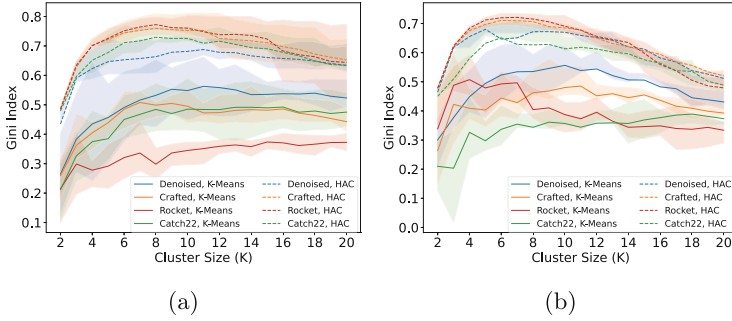 0.8
0.7
0.6
0.5
0.4
0.3
0.2
0.1
Gini Index
Denoised, K-Means
Crafted, K-Means
Rocket, K-Means
Catch22, K-Means
Denoised, HAC
Crafted, HAC
Rocket, HAC
Catch22, HAC
2 4 6 8 10 12 14 16 18 20
Cluster Size (K)
(a)
0.7
0.6
0.5
0.4
0.3
0.2
0.1
0.0
Gini Index
Denoised, K-Means
Crafted, K-Means
Rocket, K-Means
Catch22, K-Means
Denoised, HAC
Crafted, HAC
Rocket, HAC
Catch22, HAC
2 4 6 8 10 12 14 16 18 20
Cluster Size (K)
(b)